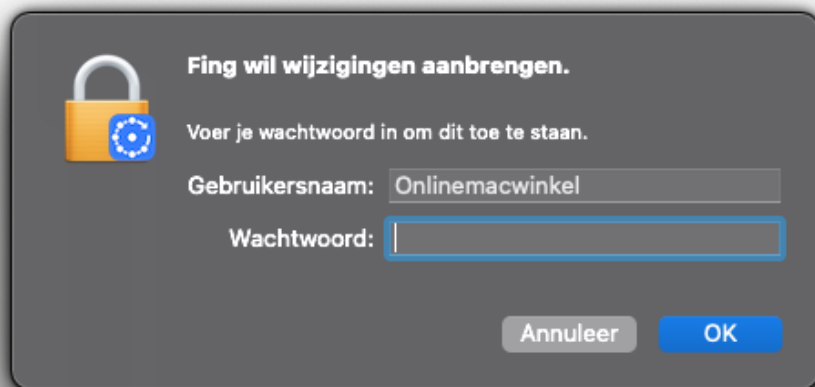 Fing wil wijzigingen aanbrengen.
Voer je wachtwoord in om dit toe te staan.
Gebruikersnaam: Onlinemacwinkel
Wachtwoord:
Annuleer OK